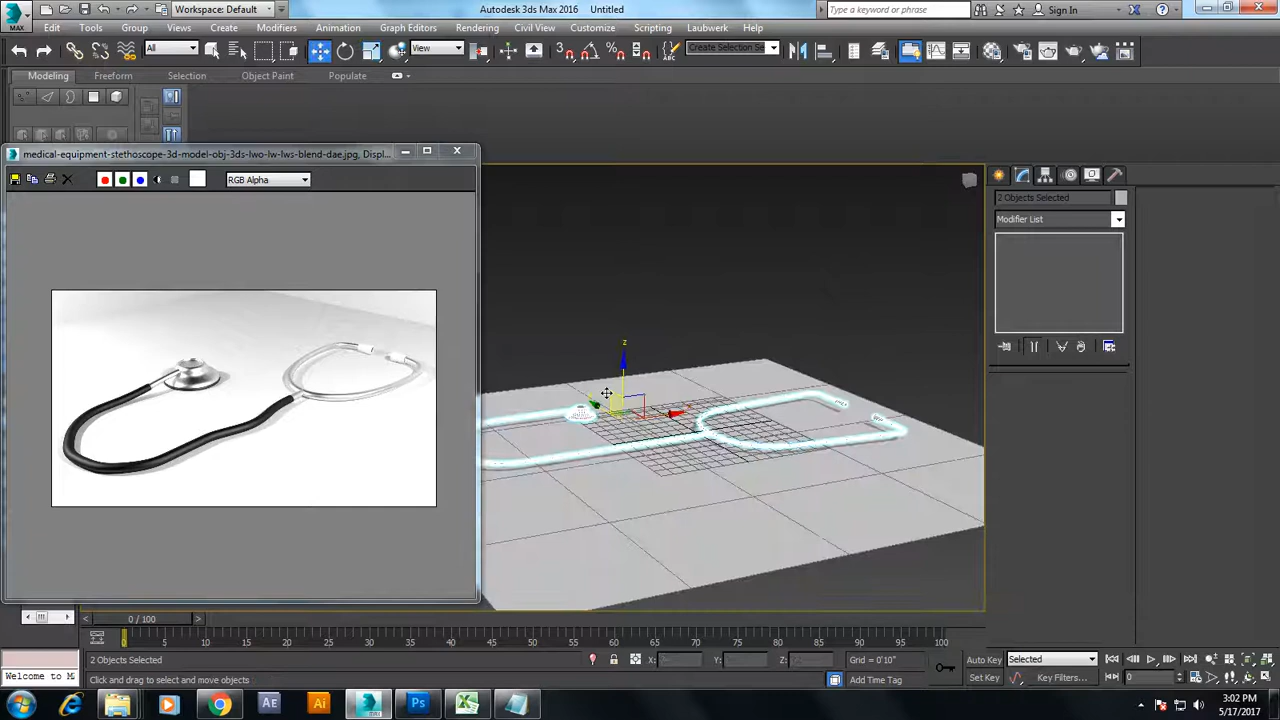 Workspace: Default
Autodesk 3ds Max 2016 Untitled
Type a keyword or phrase
Sign In
MAX
Edit Tools Group Views Create Modifiers Animation Graph Editors Rendering Civil View Customize Scripting Laubwerk Help
All
View
Create Selection Se
Modeling Freeform Selection Object Paint Populate
medical-equipment-stethoscope-3d-model-obj-3ds-lwo-lw-lws-blend-dae.jpg, Displ...
RGB Alpha
2 Objects Selected
Modifier List
z
0 / 100
0 5 10 15 20 25 30 35 40 45 50 55 60 65 70 75 80 85 90 95 100
2 Objects Selected
X:
Y:
Z:
Grid = 0'10"
Auto Key
Selected
Welcome to M
Click and drag to select and move objects
Add Time Tag
Set Key
Key Filters...
0
Ae
Ai
MAX
Ps
3:02 PM
5/17/2017